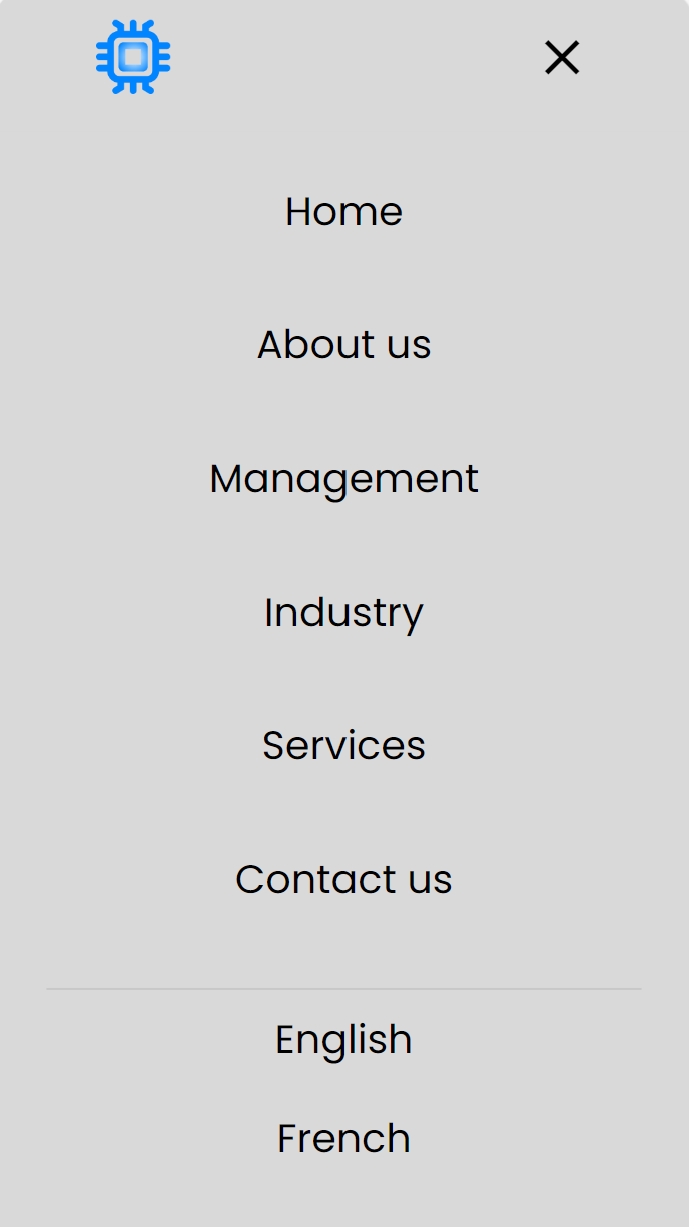 Home
About us
Management
Industry
Services
Contact us
English
French